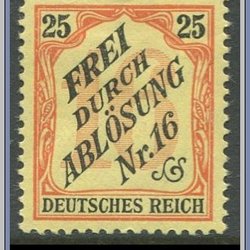 25 25
FREI
DURCH
ABLÖSUNG
Nr. 16
DEUTSCHES REICH